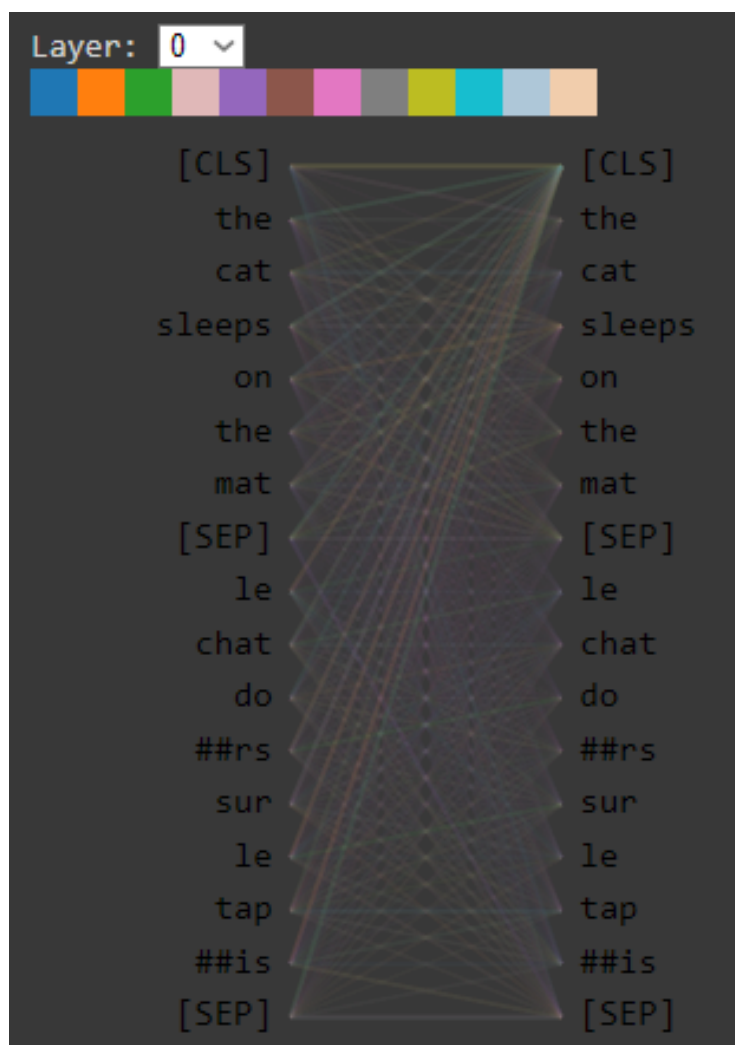 Layer: 0
[CLS] [CLS]
the the
cat cat
sleeps sleeps
on on
the the
mat mat
[SEP] [SEP]
le le
chat chat
do do
##rs ##rs
sur sur
le le
tap tap
##is ##is
[SEP] [SEP]